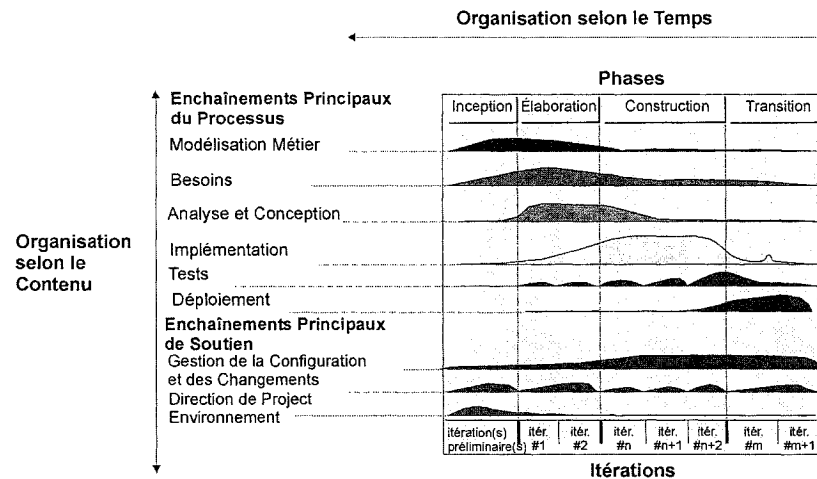 Organisation selon le Temps
Phases
Enchaînements Principaux
du Processus
Inception Élaboration Construction Transition
Modélisation Métier
Besoins
Analyse et Conception
Organisation
selon le
Contenu
Implémentation
Tests
Déploiement
Enchaînements Principaux
de Soutien
Gestion de la Configuration
et des Changements
Direction de Project
Environnement
itération(s)
préliminaire(s)
itér.
#1
itér.
#2
itér.
#n
itér.
#n+1
itér.
#n+2
itér.
#m
itér.
#m+1
Itérations